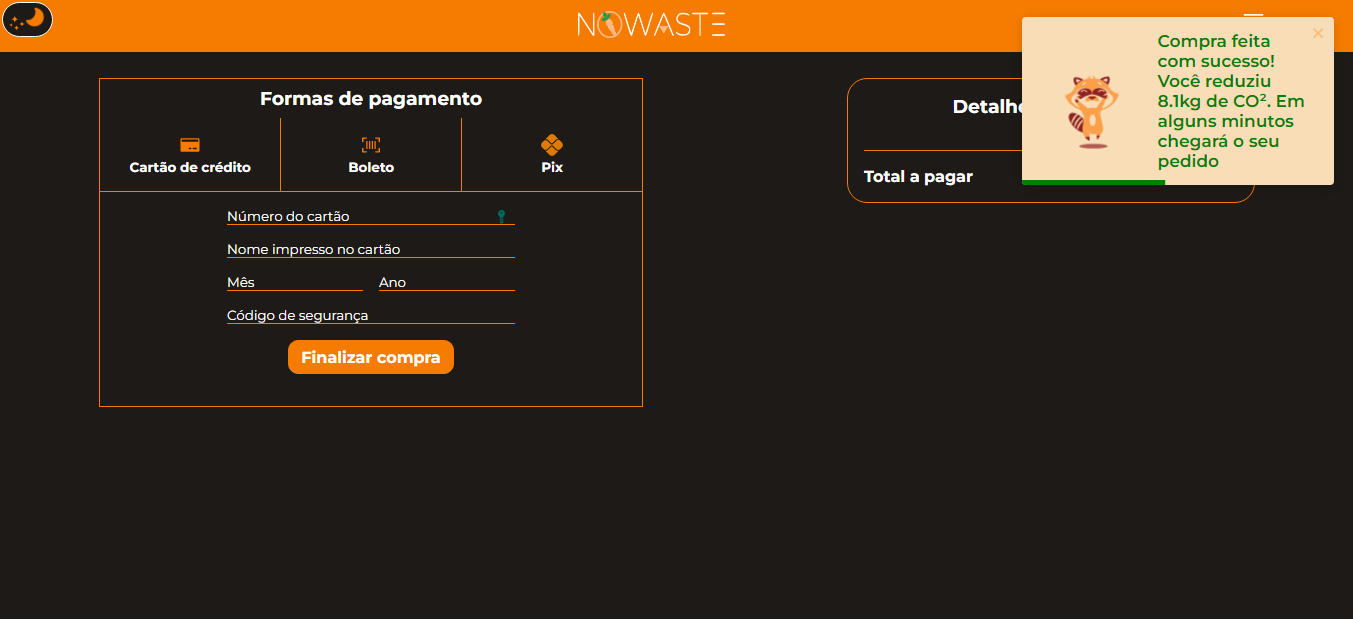 NOWASTE
Formas de pagamento
Cartão de crédito
Boleto
Pix
Número do cartão
Nome impresso no cartão
Mês
Ano
Código de segurança
Finalizar compra
Total a pagar
Compra feita
com sucesso!
Você reduziu
8.1kg de CO². Em
alguns minutos
chegará o seu
pedido